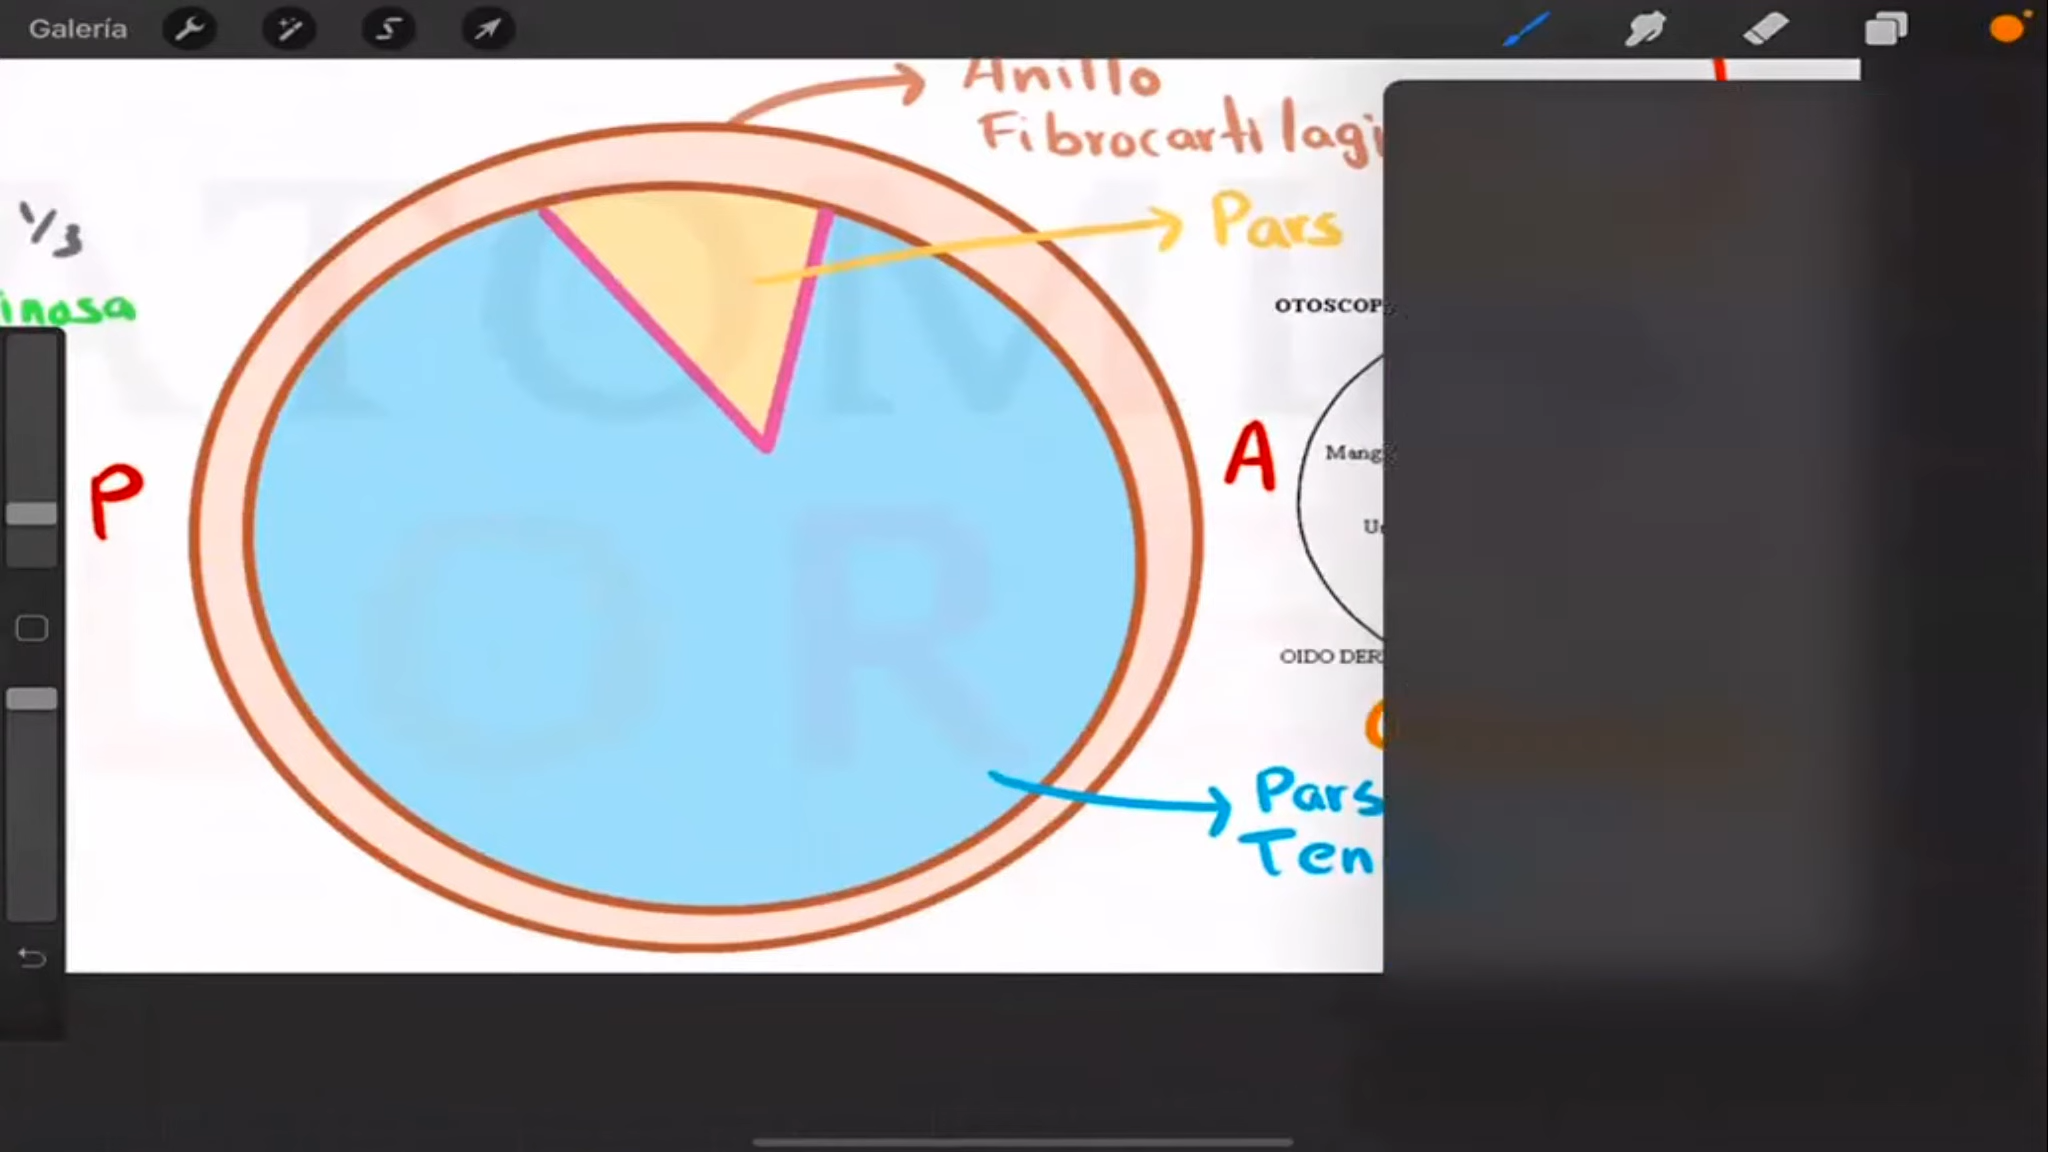 Galería
Anillo
Fibrocartilagi
1/3
Pars
inosa
OTOSCOP
A
Mang
P
OIDO DER
Pars
Ten